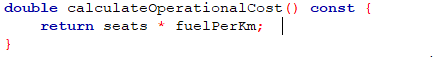 double calculateOperationalCost() const {
    return seats * fuelPerKm;
}